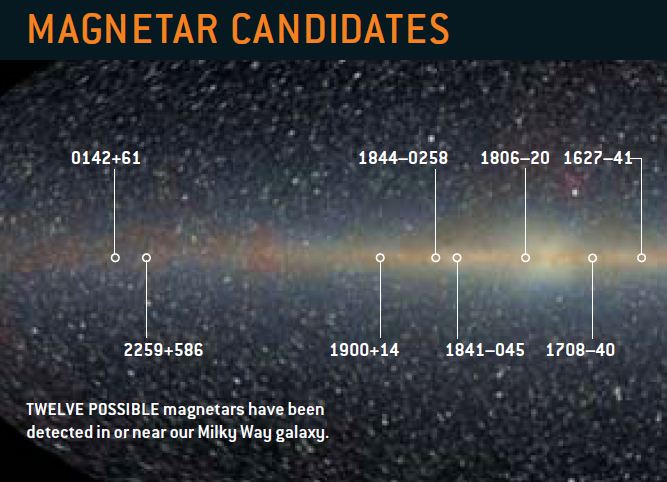 MAGNETAR CANDIDATES
0142+61
1844–0258
1806–20
1627–41
2259+586
1900+14
1841–045
1708–40
TWELVE POSSIBLE magnetars have been
detected in or near our Milky Way galaxy.